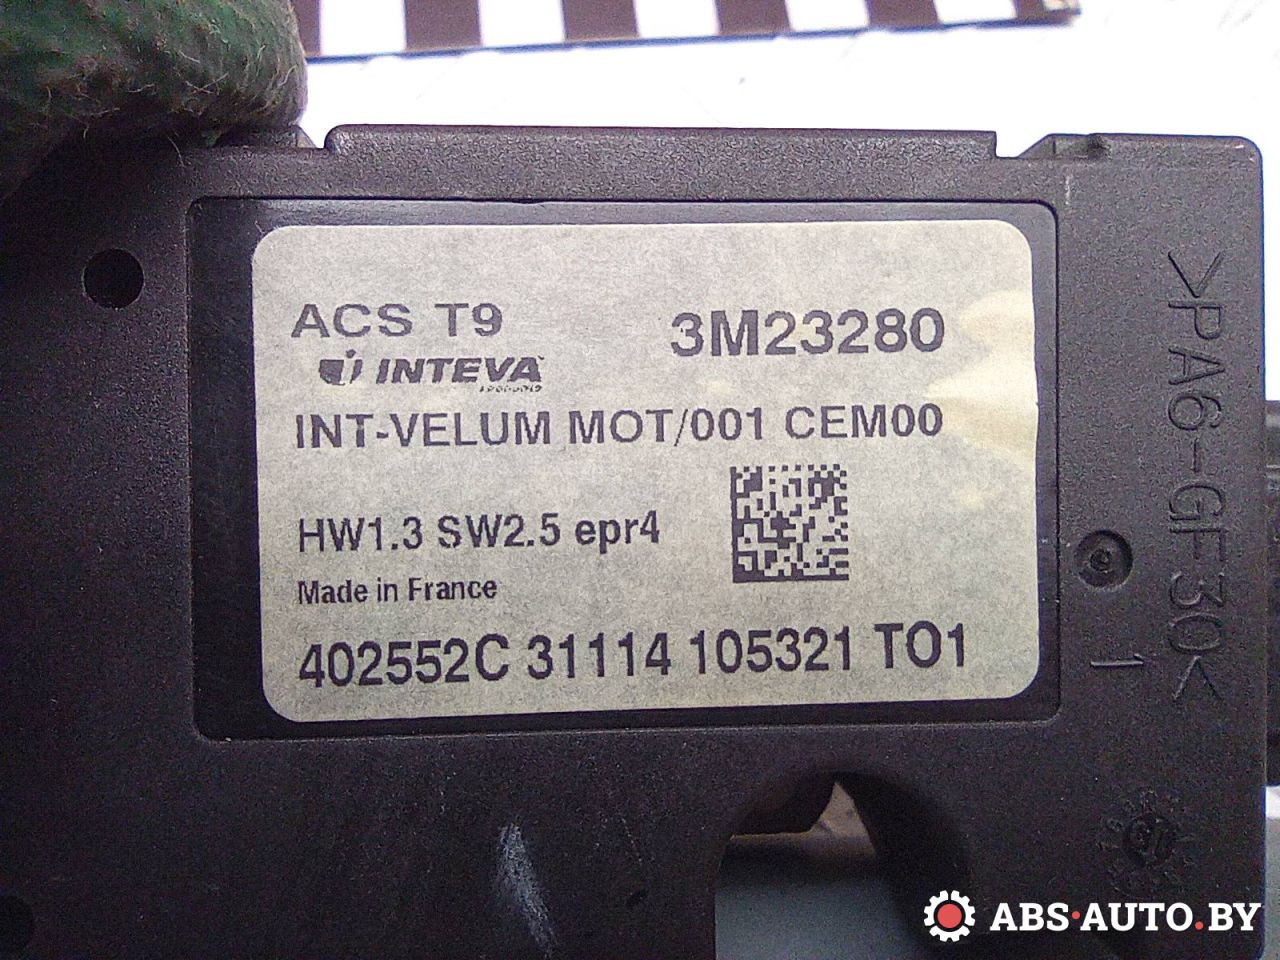 ACS T9 3M23280
INTEVA
INT-VELUM MOT/001 CEM00
HW1.3 SW2.5 epr4
Made in France
402552C 31114 105321 TO1
>PA6-GF30<
1
ABS·AUTO.BY